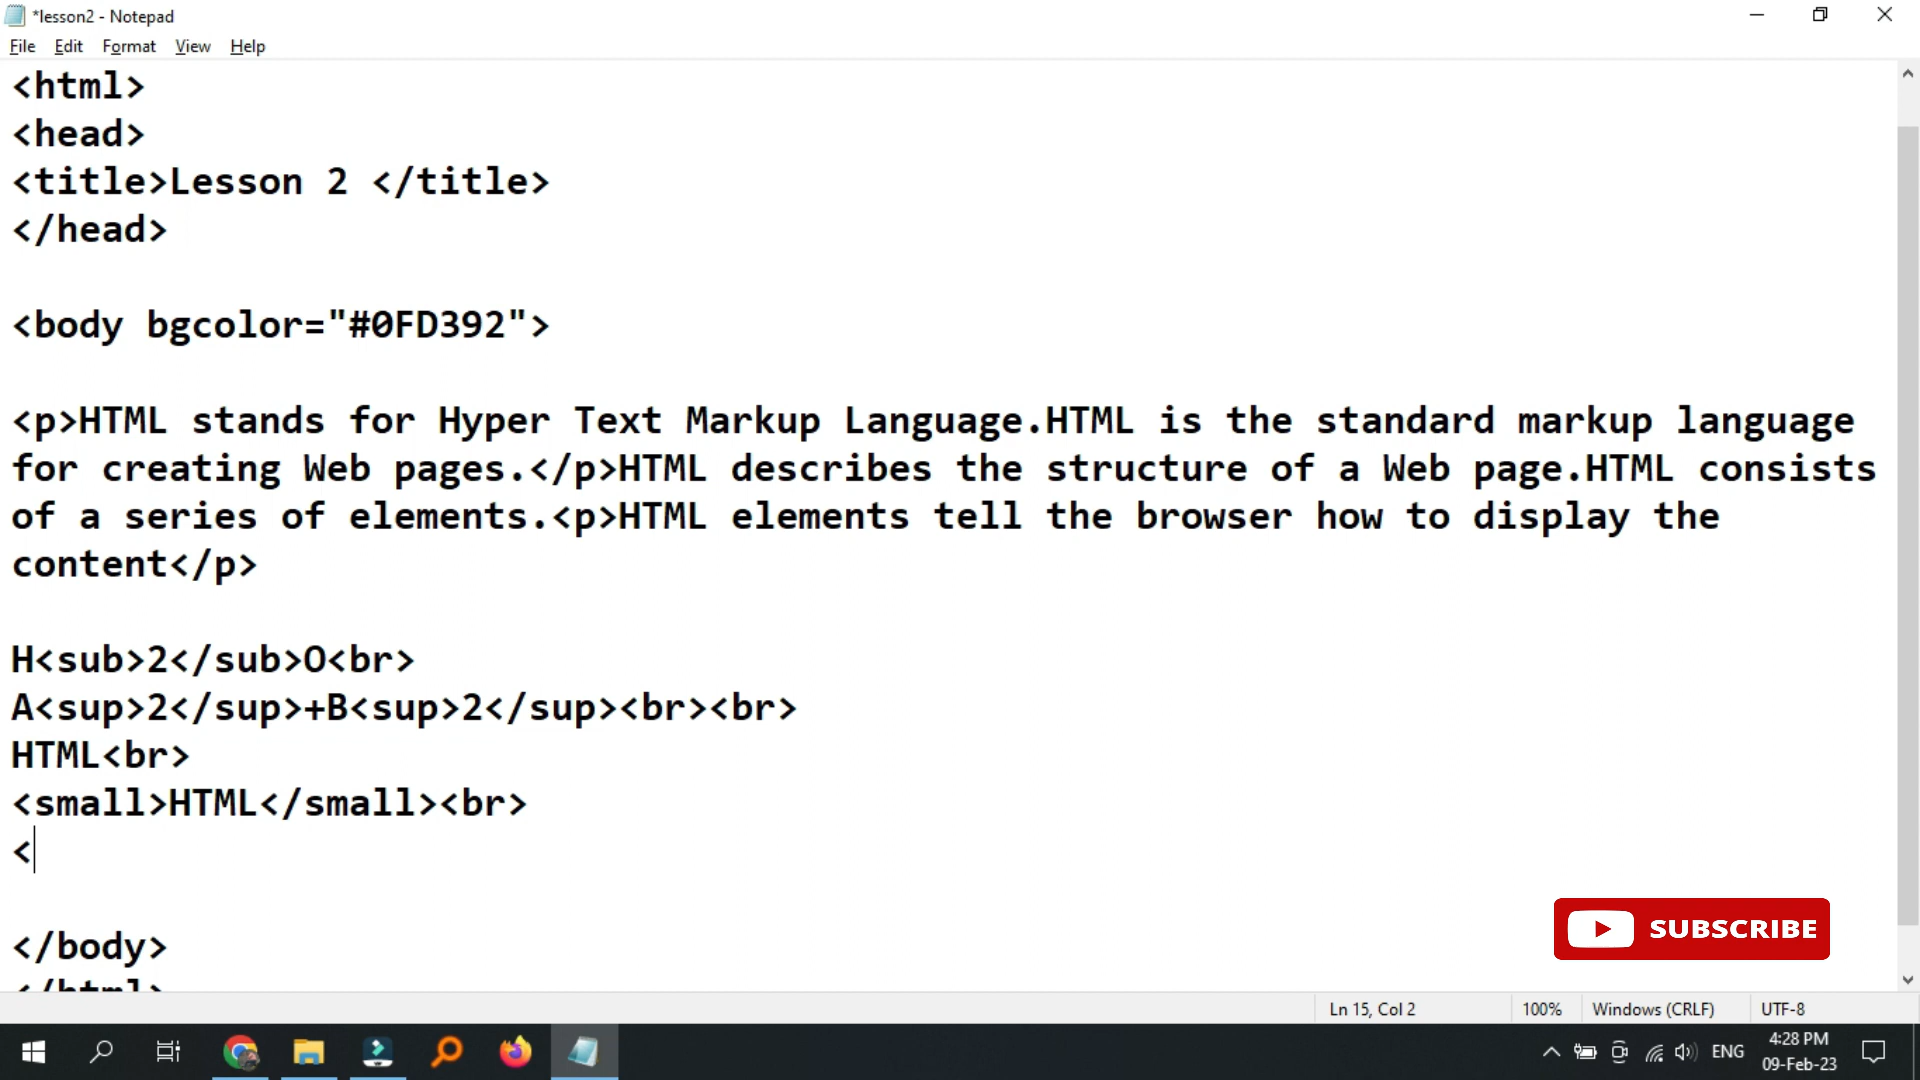 *lesson2 - Notepad
File Edit Format View Help
<html>
<head>
<title>Lesson 2 </title>
</head>
<body bgcolor="#0FD392">
<p>HTML stands for Hyper Text Markup Language.HTML is the standard markup language
for creating Web pages.</p>HTML describes the structure of a Web page.HTML consists
of a series of elements.<p>HTML elements tell the browser how to display the
content</p>
H<sub>2</sub>O<br>
A<sup>2</sup>+B<sup>2</sup><br><br>
HTML<br>
<small>HTML</small><br>
<
SUBSCRIBE
</body>
</html>
Ln 15, Col 2 100% Windows (CRLF) UTF-8
ENG 4:28 PM
09-Feb-23